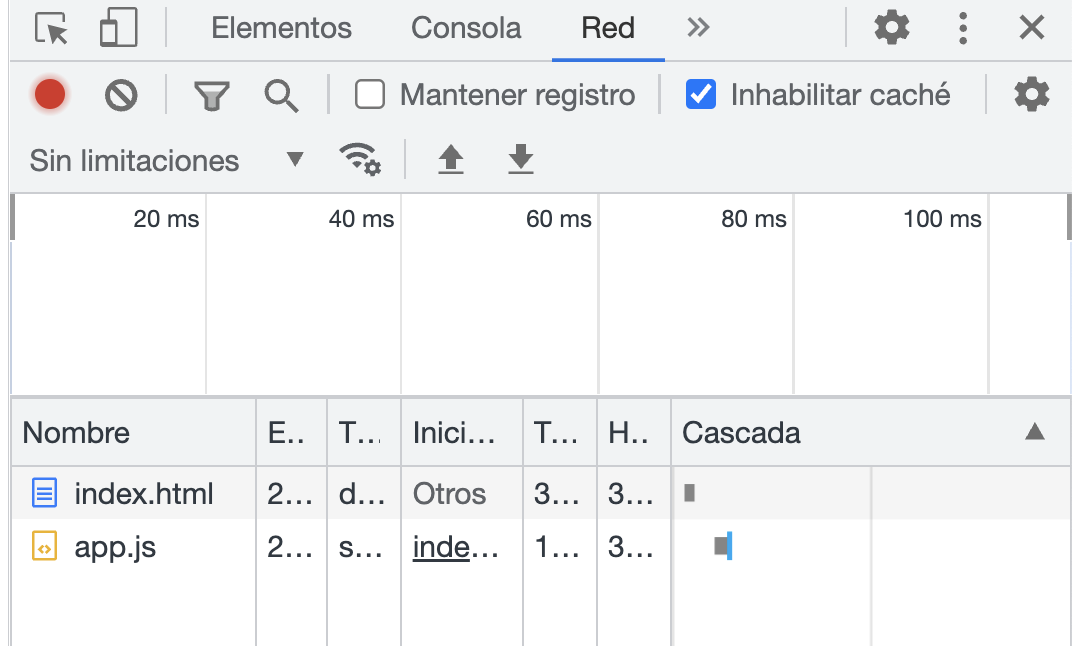 Elementos Consola Red
Mantener registro Inhabilitar caché
Sin limitaciones
20 ms 40 ms 60 ms 80 ms 100 ms
Nombre E... T... Inici... T... H... Cascada
index.html 2... d... Otros 3... 3...
app.js 2... s... inde... 1... 3...